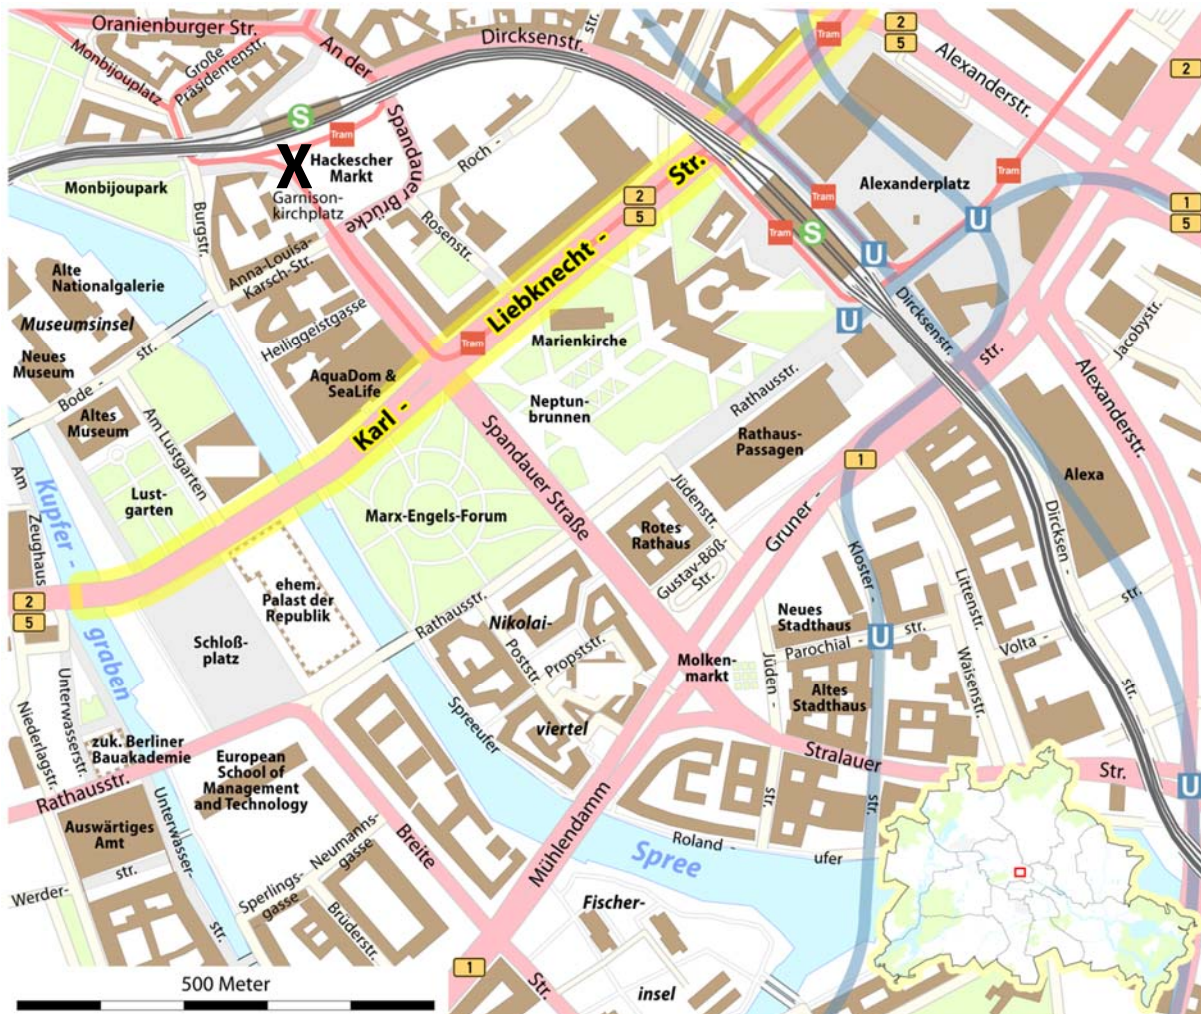 Oranienburger Str.
Monbijouplatz
Große
Präsidentenstr.
An der
Spandauer Brücke
Dircksenstr.
str.
Tram
2
5
Alexanderstr.
2
S
Tram
X
Hackescher
Markt
Garnison-
kirchplatz
Monbijoupark
Burgstr.
Roch -
Rosenstr.
2
5
Str.
Tram
Alexanderplatz
Tram
Tram
S
U
U
U
1
5
Anna-Louisa-
Karsch-Str.
Alte
Nationalgalerie
Museumsinsel
Neues
Museum
Bode -
str.
Heiliggeistgasse
Tram
Liebknecht -
Marienkirche
Dircksenstr.
str.
Jacobystr.
Alexanderstr.
AquaDom &
SeaLife
Karl -
Altes
Museum
Am Lustgarten
Neptun-
brunnen
Rathausstr.
Rathaus-
Passagen
1
Alexa
Spandauer Straße
Am
Zeughaus
Kupfer -
graben
Lust-
garten
Marx-Engels-Forum
Jüdenstr.
Rotes
Rathaus
Gustav-Böß-
Str.
Gruner -
Kloster -
str.
Dircksen -
str.
2
5
ehem.
Palast der
Republik
Schloß-
platz
Rathausstr.
Nikolai-
viertel
Poststr.
Propststr.
Molken-
markt
Neues
Stadthaus
Parochial -
str.
U
Littenstr.
Waisenstr.
Volta -
str.
Jüden -
str.
Altes
Stadthaus
Niederlagstr.
Unterwasserstr.
zuk. Berliner
Bauakademie
Rathausstr.
European
School of
Management
and Technology
Spreeufer
Stralauer
Str.
U
Auswärtiges
Amt
Unterwasser-
str.
Werder-
str.
Neumanns-
gasse
Sperlings-
gasse
Brüderstr.
Breite
Str.
Mühlendamm
Spree
Roland -
ufer
Fischer-
insel
1
500 Meter